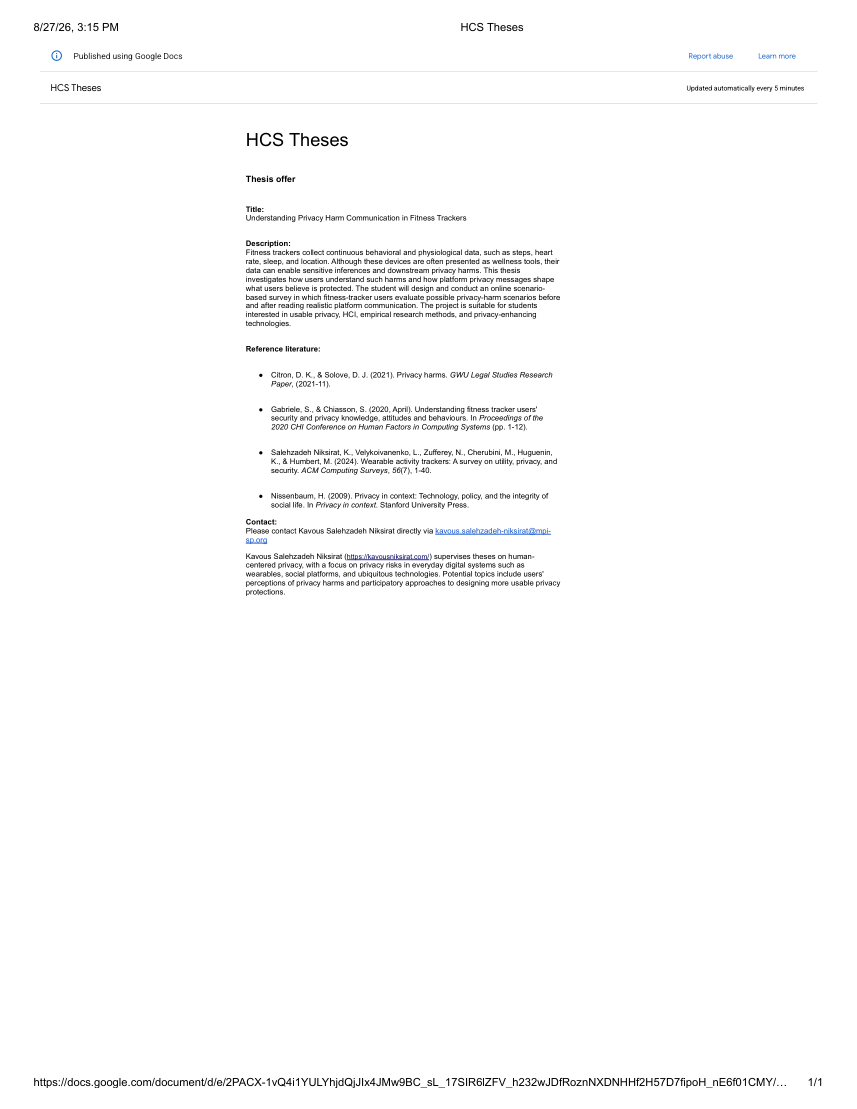 8/27/26, 3:15 PM
HCS Theses
Published using Google Docs
Report abuse
Learn more
HCS Theses
Updated automatically every 5 minutes
HCS Theses
Thesis offer
Title:
Understanding Privacy Harm Communication in Fitness Trackers
Description:
Fitness trackers collect continuous behavioral and physiological data, such as steps, heart
rate, sleep, and location. Although these devices are often presented as wellness tools, their
data can enable sensitive inferences and downstream privacy harms. This thesis
investigates how users understand such harms and how platform privacy messages shape
what users believe is protected. The student will design and conduct an online scenario-
based survey in which fitness-tracker users evaluate possible privacy-harm scenarios before
and after reading realistic platform communication. The project is suitable for students
interested in usable privacy, HCI, empirical research methods, and privacy-enhancing
technologies.
Reference literature:
● Citron, D. K., & Solove, D. J. (2021). Privacy harms. GWU Legal Studies Research
Paper, (2021-11).
● Gabriele, S., & Chiasson, S. (2020, April). Understanding fitness tracker users'
security and privacy knowledge, attitudes and behaviours. In Proceedings of the
2020 CHI Conference on Human Factors in Computing Systems (pp. 1-12).
● Salehzadeh Niksirat, K., Velykoivanenko, L., Zufferey, N., Cherubini, M., Huguenin,
K., & Humbert, M. (2024). Wearable activity trackers: A survey on utility, privacy, and
security. ACM Computing Surveys, 56(7), 1-40.
● Nissenbaum, H. (2009). Privacy in context: Technology, policy, and the integrity of
social life. In Privacy in context. Stanford University Press.
Contact:
Please contact Kavous Salehzadeh Niksirat directly via kavous.salehzadeh-niksirat@mpi-
sp.org
Kavous Salehzadeh Niksirat (https://kavousniksirat.com/) supervises theses on human-
centered privacy, with a focus on privacy risks in everyday digital systems such as
wearables, social platforms, and ubiquitous technologies. Potential topics include users'
perceptions of privacy harms and participatory approaches to designing more usable privacy
protections.
https://docs.google.com/document/d/e/2PACX-1vQ4i1YULYhjdQjJIx4JMw9BC_sL_17SIR6lZFV_h232wJDfRoznNXDNHHf2H57D7fipoH_nE6f01CMY/…
1/1